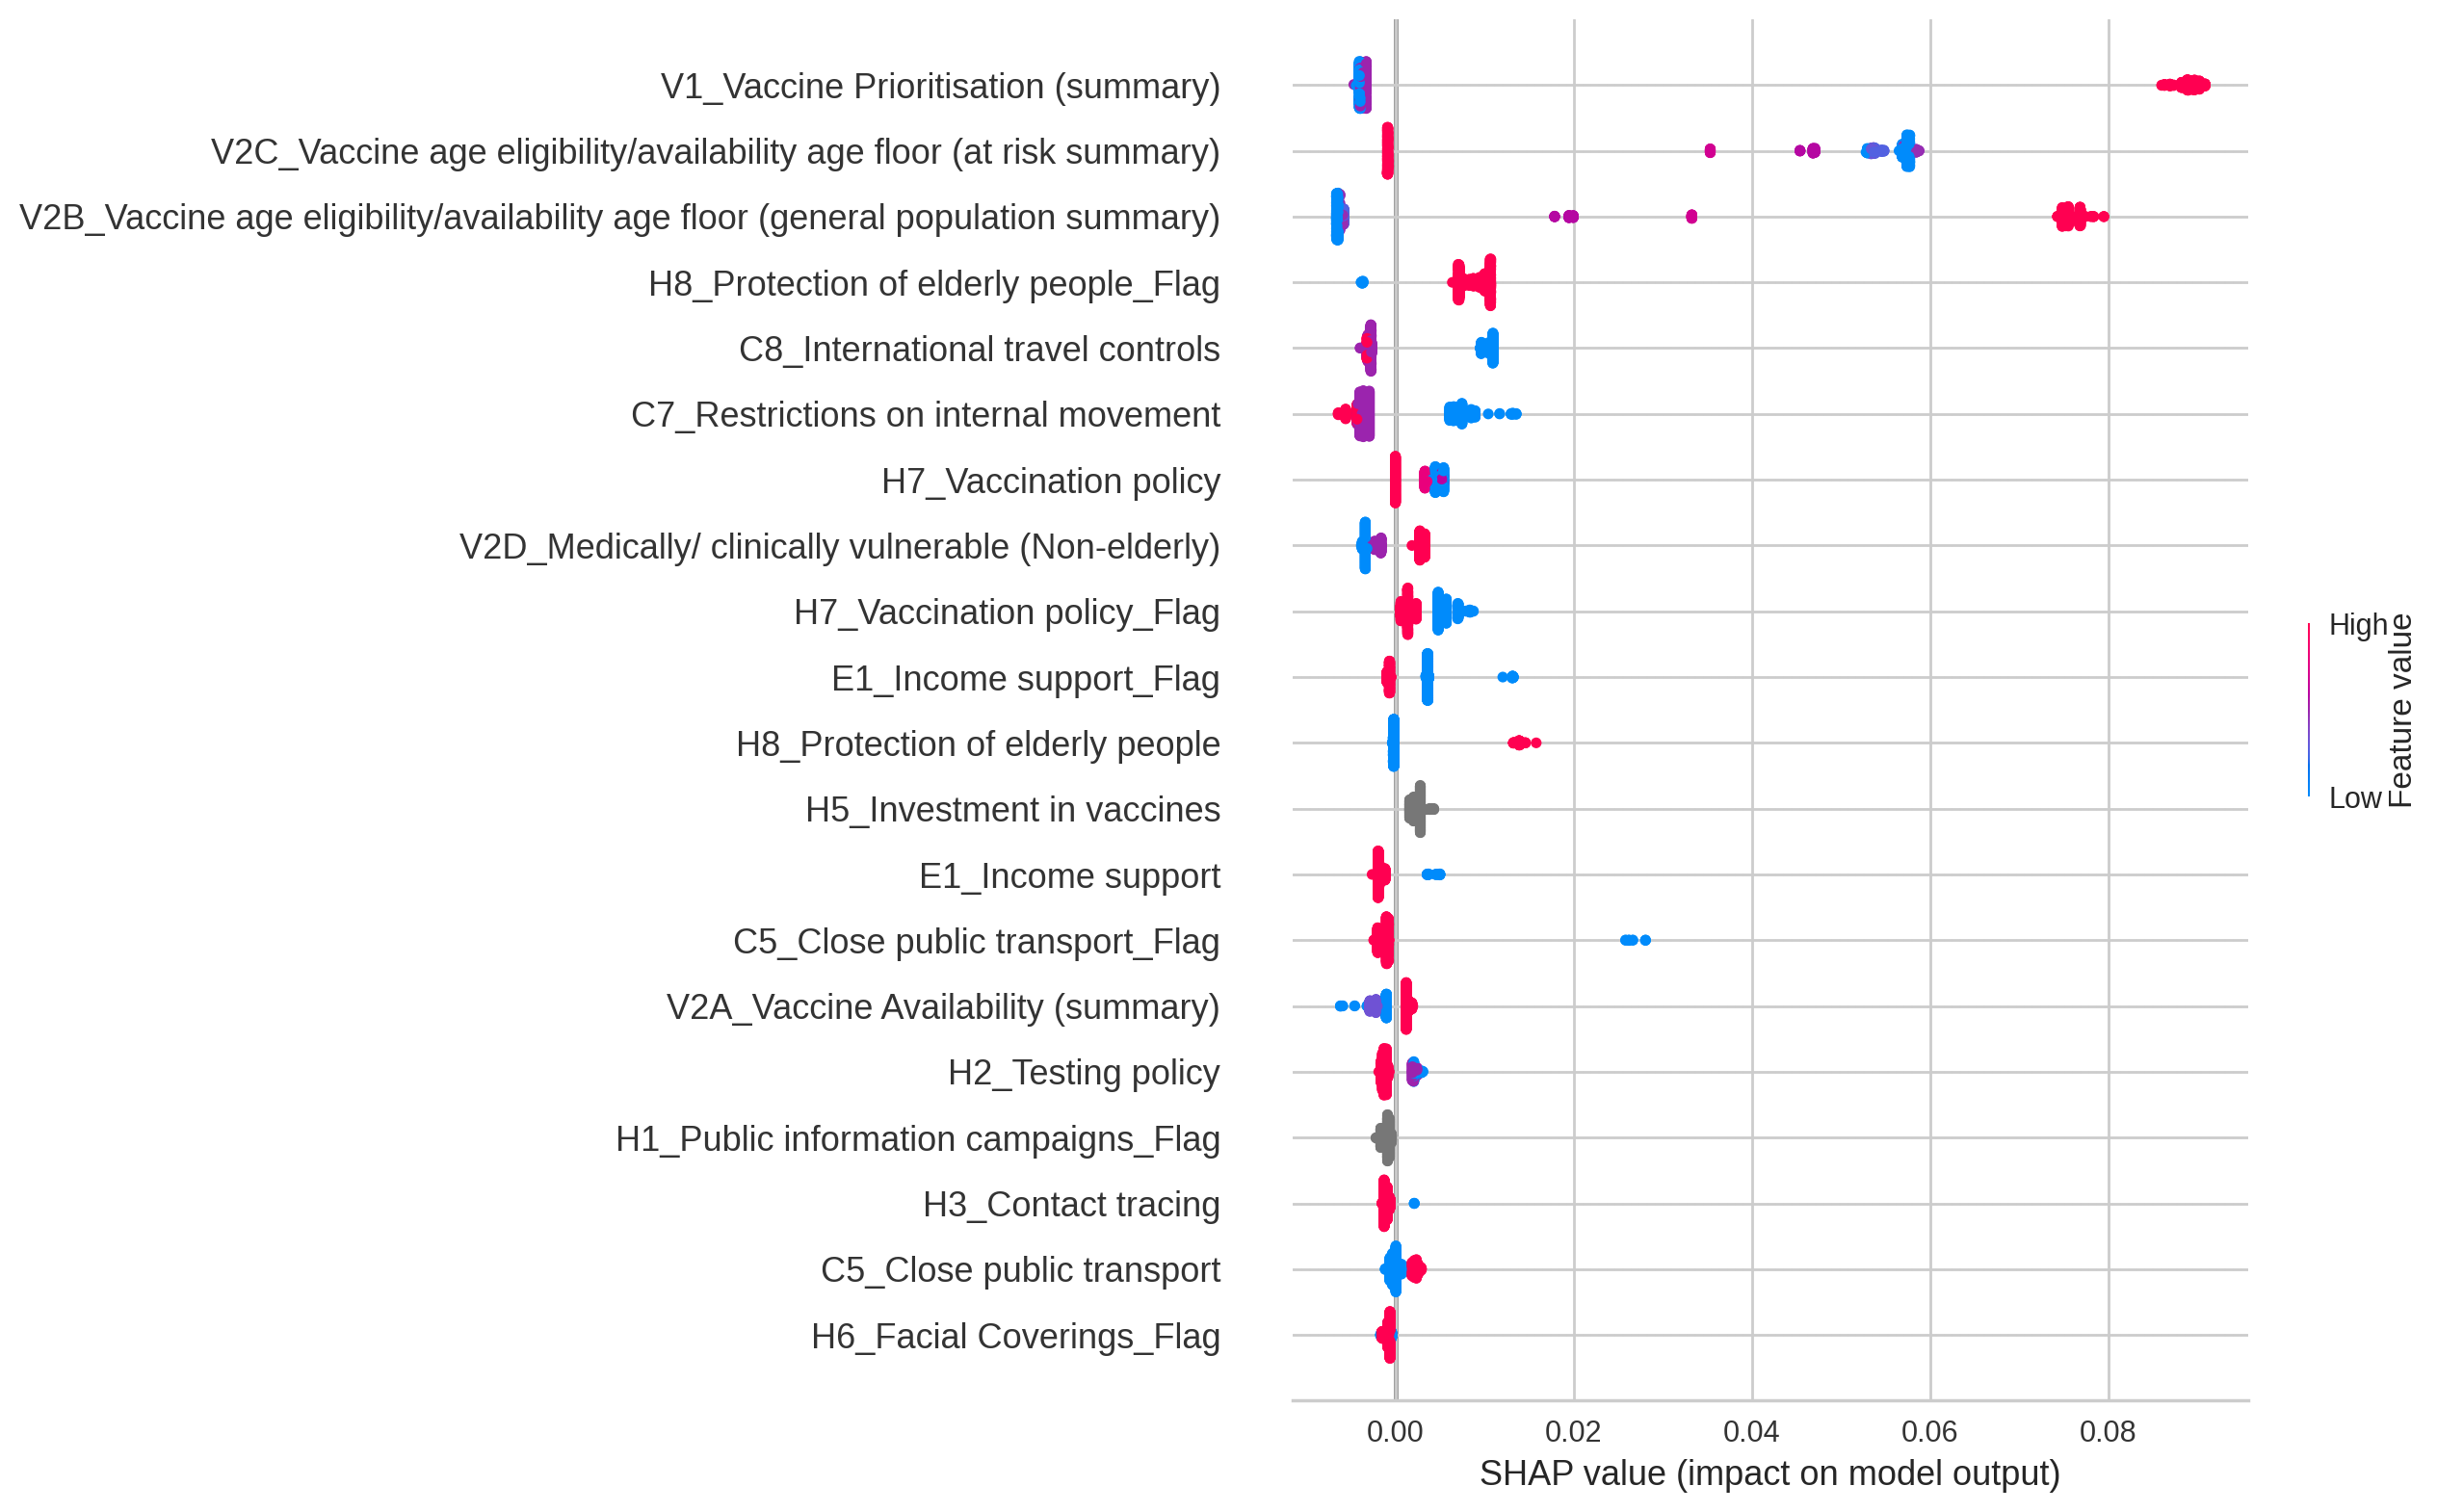 V1_Vaccine Prioritisation (summary)
V2C_Vaccine age eligibility/availability age floor (at risk summary)
V2B_Vaccine age eligibility/availability age floor (general population summary)
H8_Protection of elderly people_Flag
C8_International travel controls
C7_Restrictions on internal movement
H7_Vaccination policy
V2D_Medically/ clinically vulnerable (Non-elderly)
H7_Vaccination policy_Flag
E1_Income support_Flag
H8_Protection of elderly people
H5_Investment in vaccines
E1_Income support
C5_Close public transport_Flag
V2A_Vaccine Availability (summary)
H2_Testing policy
H1_Public information campaigns_Flag
H3_Contact tracing
C5_Close public transport
H6_Facial Coverings_Flag
0.00 0.02 0.04 0.06 0.08
SHAP value (impact on model output)
High
Low
Feature value